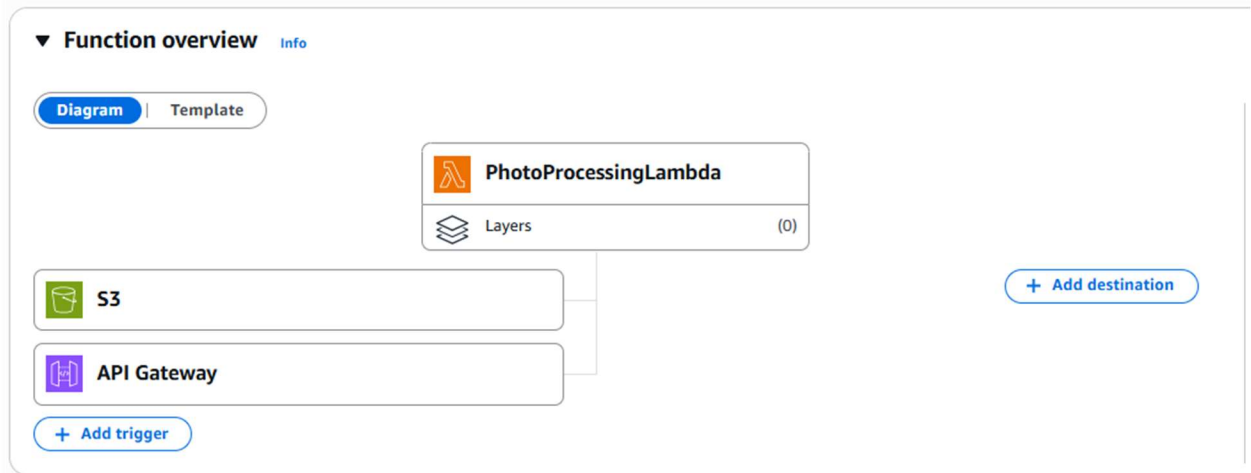 Function overview Info
Diagram | Template
PhotoProcessingLambda
Layers (0)
S3
+ Add destination
API Gateway
+ Add trigger